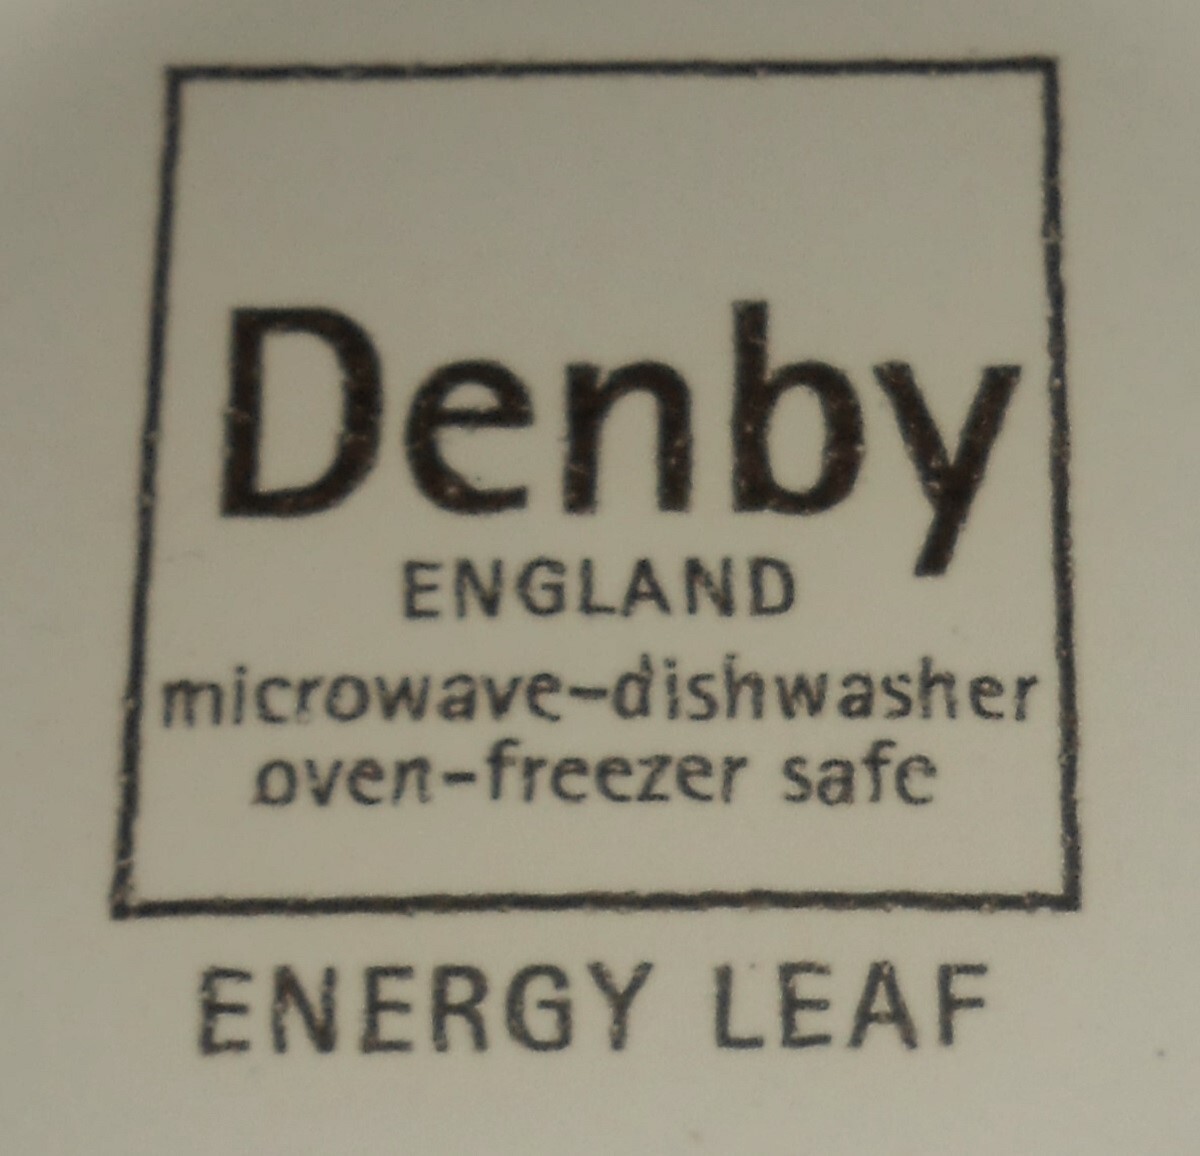 Denby
ENGLAND
microwave-dishwasher
oven-freezer safe
ENERGY LEAF